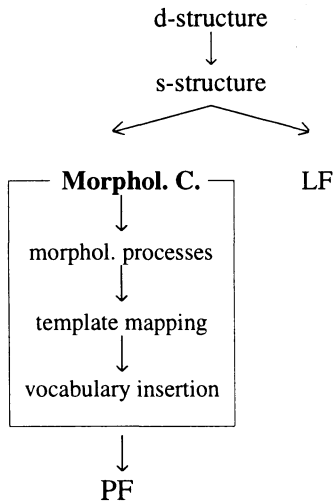 d-structure
s-structure
Morphol. C.
LF
morphol. processes
template mapping
vocabulary insertion
PF